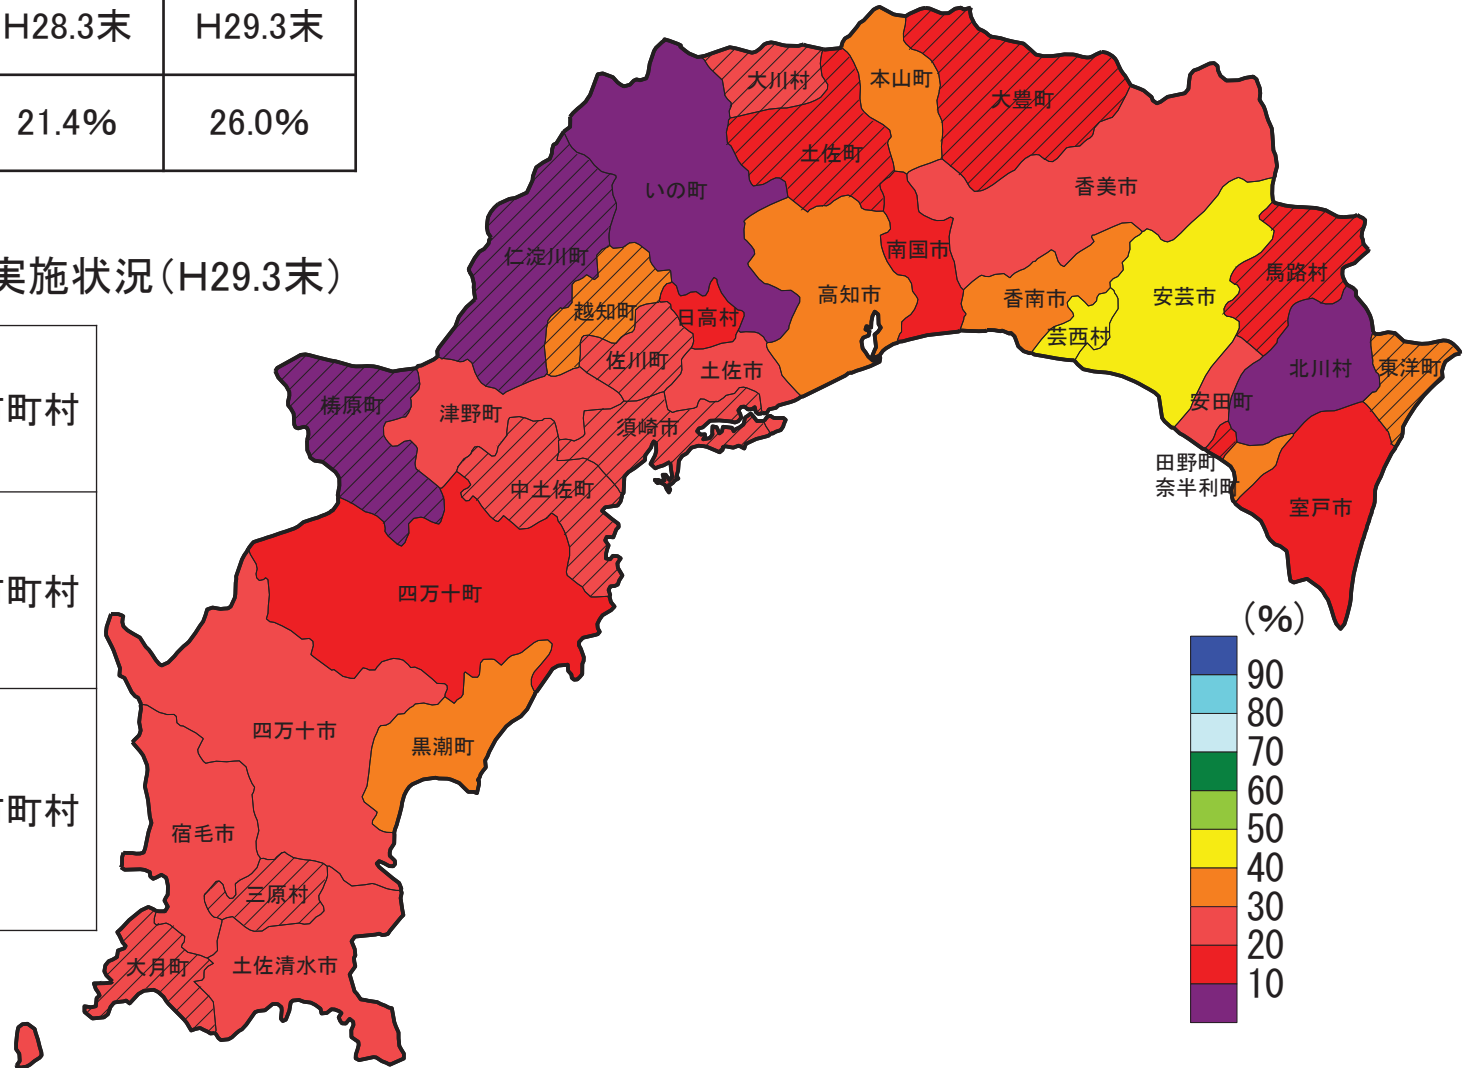 H28.3末 H29.3末
21.4% 26.0%
実施状況(H29.3末)
町村
町村
町村
大川村
本山町
大豊町
土佐町
いの町
香美市
仁淀川町
南国市
馬路村
越知町
日高村
高知市
香南市
安芸市
芸西村
佐川町
土佐市
北川村
東洋町
梼原町
津野町
須崎市
安田町
田野町
奈半利町
中土佐町
室戸市
四万十町
四万十市
黒潮町
宿毛市
三原村
大月町
土佐清水市
(%)
90
80
70
60
50
40
30
20
10